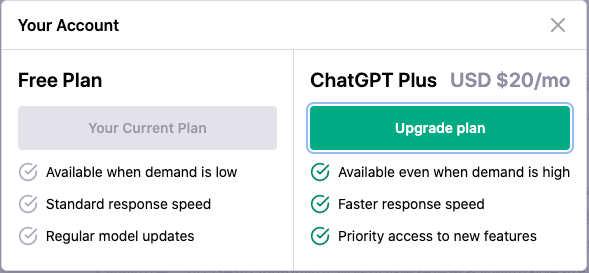 Your Account
Free Plan
Your Current Plan
Available when demand is low
Standard response speed
Regular model updates
ChatGPT Plus USD $20/mo
Upgrade plan
Available even when demand is high
Faster response speed
Priority access to new features